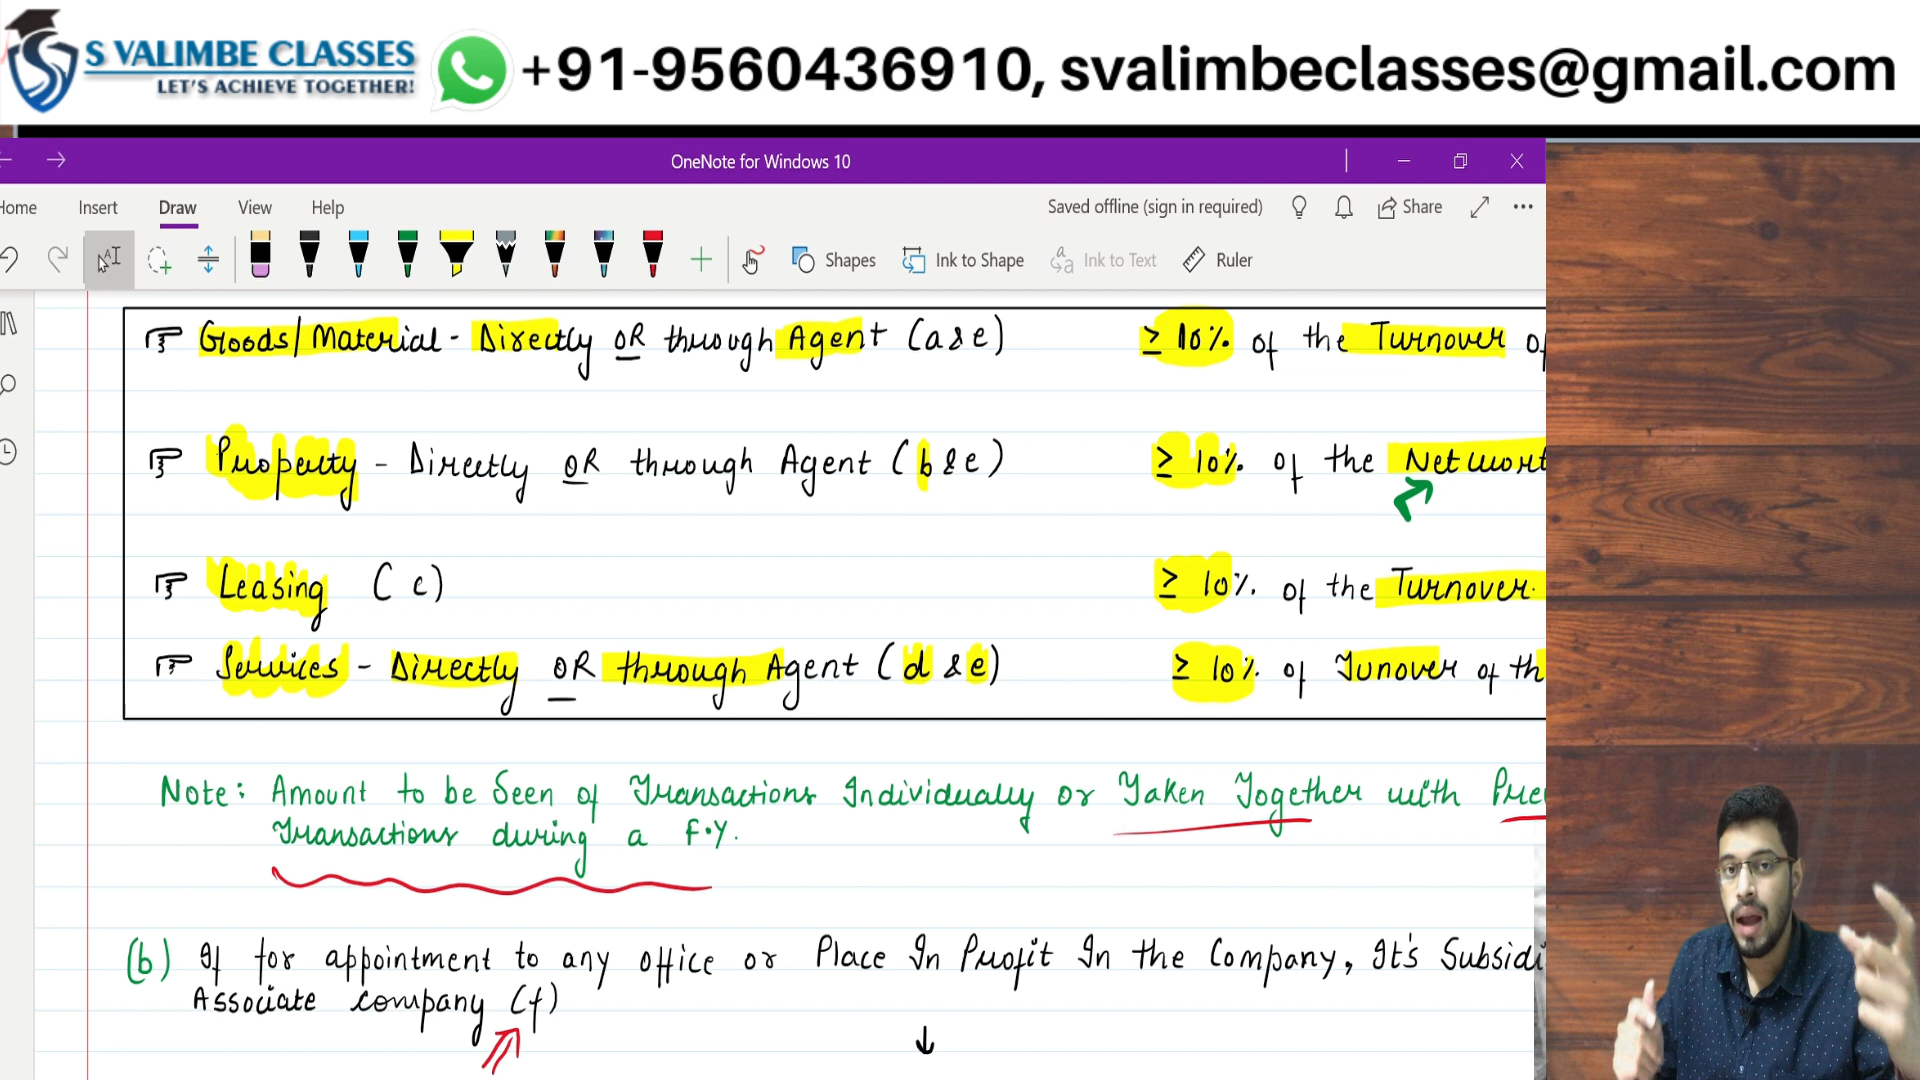 S VALIMBE CLASSES
LET'S ACHIEVE TOGETHER!
+91-9560436910, svalimbeclasses@gmail.com
OneNote for Windows 10
Home Insert Draw View Help
Saved offline (sign in required) Share
Shapes Ink to Shape Ink to Text Ruler
Goods/Material - Directly OR through Agent (a & e) ≥ 10% of the Turnover of
Property - Directly OR through Agent (b & e) ≥ 10% of the Networt
Leasing (c) ≥ 10% of the Turnover.
Services - Directly OR through Agent (d & e) ≥ 10% of Tunover of th
Note: Amount to be Seen of Transactions Individually or Taken Together with Pre
Transactions during a F.Y.
(b) If for appointment to any office or Place In Profit In the Company, It's Subsidi
Associate company (f)